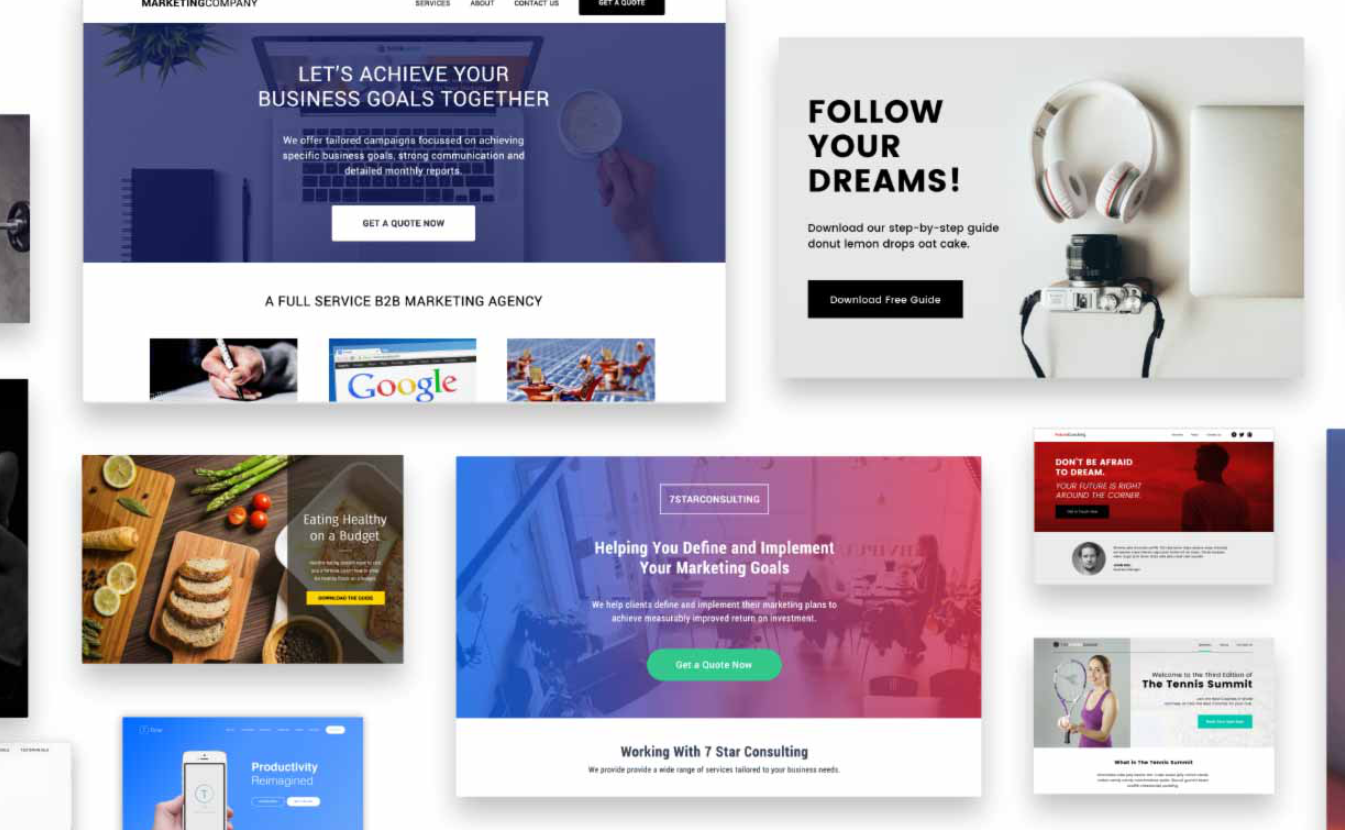 MARKETINGCOMPANY
SERVICES ABOUT CONTACT US GET A QUOTE
LET'S ACHIEVE YOUR
BUSINESS GOALS TOGETHER
We offer tailored campaigns focussed on achieving
specific business goals, strong communication and
detailed monthly reports.
GET A QUOTE NOW
A FULL SERVICE B2B MARKETING AGENCY
Google
FOLLOW
YOUR
DREAMS!
Download our step-by-step guide
donut lemon drops oat cake.
Download Free Guide
Eating Healthy
on a Budget
DOWNLOAD THE GUIDE
7STARCONSULTING
Helping You Define and Implement
Your Marketing Goals
We help clients define and implement their marketing plans to
achieve measurably improved return on investment.
Get a Quote Now
Working With 7 Star Consulting
We provide provide a wide range of services tailored to your business needs.
DON'T BE AFRAID
TO DREAM.
YOUR FUTURE IS RIGHT
AROUND THE CORNER.
Welcome to the Third Edition of
The Tennis Summit
What is The Tennis Summit
TESTIMONIALS
Productivity
Reimagined